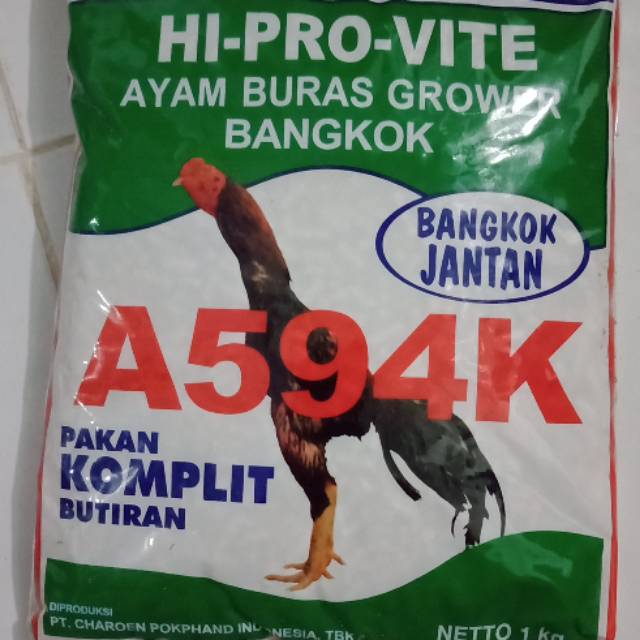 HI-PRO-VITE
AYAM BURAS GROWER
BANGKOK
BANGKOK
JANTAN
A594K
PAKAN
KOMPLIT
BUTIRAN
DIPRODUKSI
PT. CHAROEN POKPHAND INDONESIA, TBK
NETTO 1 kg